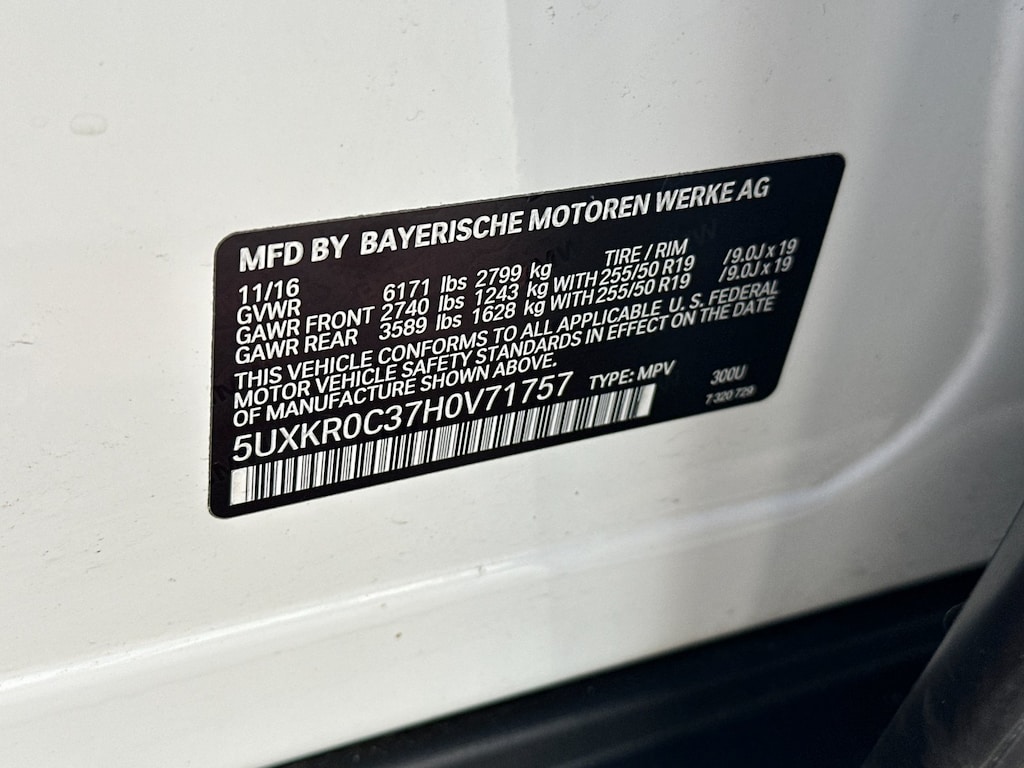 MFD BY BAYERISCHE MOTOREN WERKE AG
11/16 TIRE / RIM
GVWR 6171 lbs 2799 kg
GAWR FRONT 2740 lbs 1243 kg WITH 255/50 R19 /9.0J x 19
GAWR REAR 3589 lbs 1628 kg WITH 255/50 R19 /9.0J x 19
THIS VEHICLE CONFORMS TO ALL APPLICABLE U.S. FEDERAL
MOTOR VEHICLE SAFETY STANDARDS IN EFFECT ON THE DATE
OF MANUFACTURE SHOWN ABOVE.
5UXKR0C37H0V71757 TYPE: MPV 300U
7 320 729